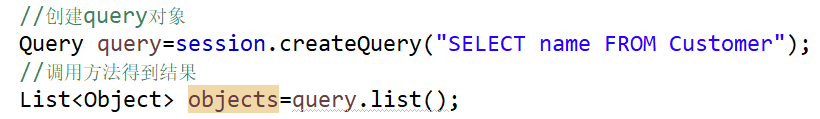 //创建query对象
Query query=session.createQuery("SELECT name FROM Customer");
//调用方法得到结果
List<Object> objects=query.list();